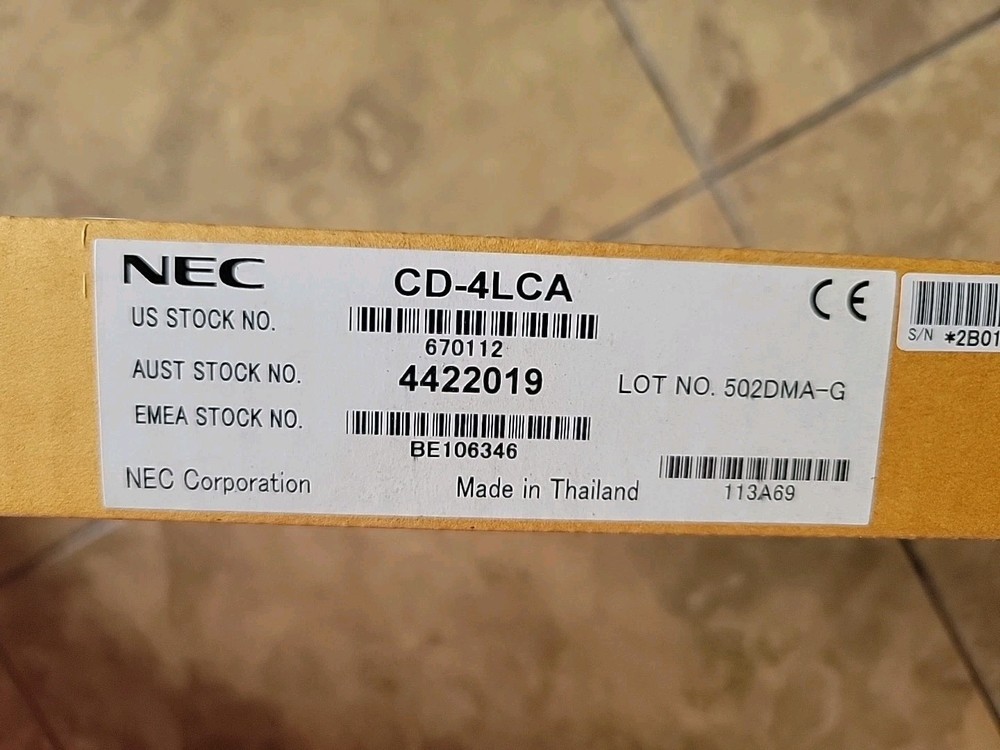 NEC
CD-4LCA
CE
US STOCK NO.
670112
AUST STOCK NO.
4422019
LOT NO. 502DMA-G
EMEA STOCK NO.
BE106346
NEC Corporation
Made in Thailand
113A69
S/N *2B01